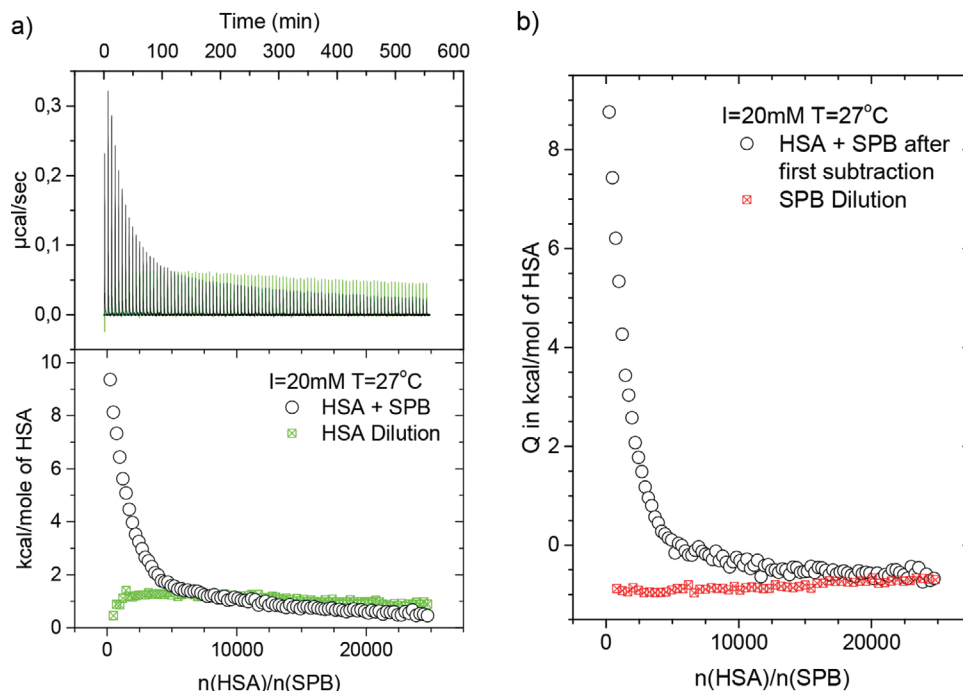 a)
Time (min)
0 100 200 300 400 500 600
0,3
0,2
0,1
0,0
µcal/sec
10
8
6
4
2
0
kcal/mole of HSA
I=20mM T=27°C
HSA + SPB
HSA Dilution
0 10000 20000
n(HSA)/n(SPB)
b)
8
6
4
2
0
Q in kcal/mol of HSA
I=20mM T=27°C
HSA + SPB after
first subtraction
SPB Dilution
0 10000 20000
n(HSA)/n(SPB)